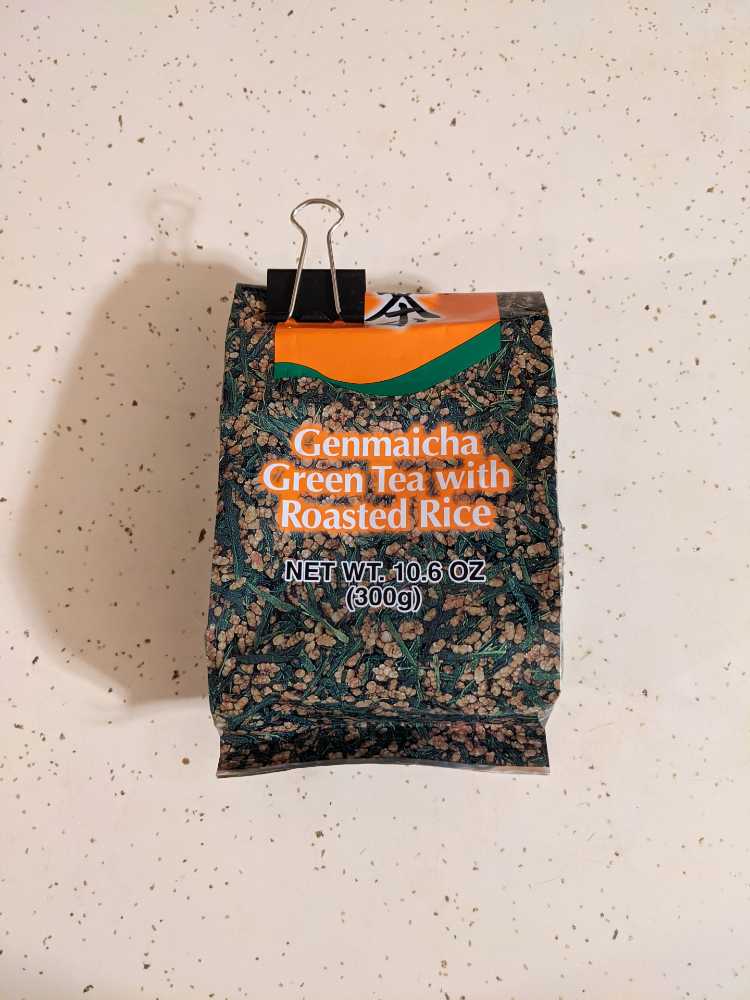 Genmaicha
Green Tea with
Roasted Rice
NET WT. 10.6 OZ
(300g)